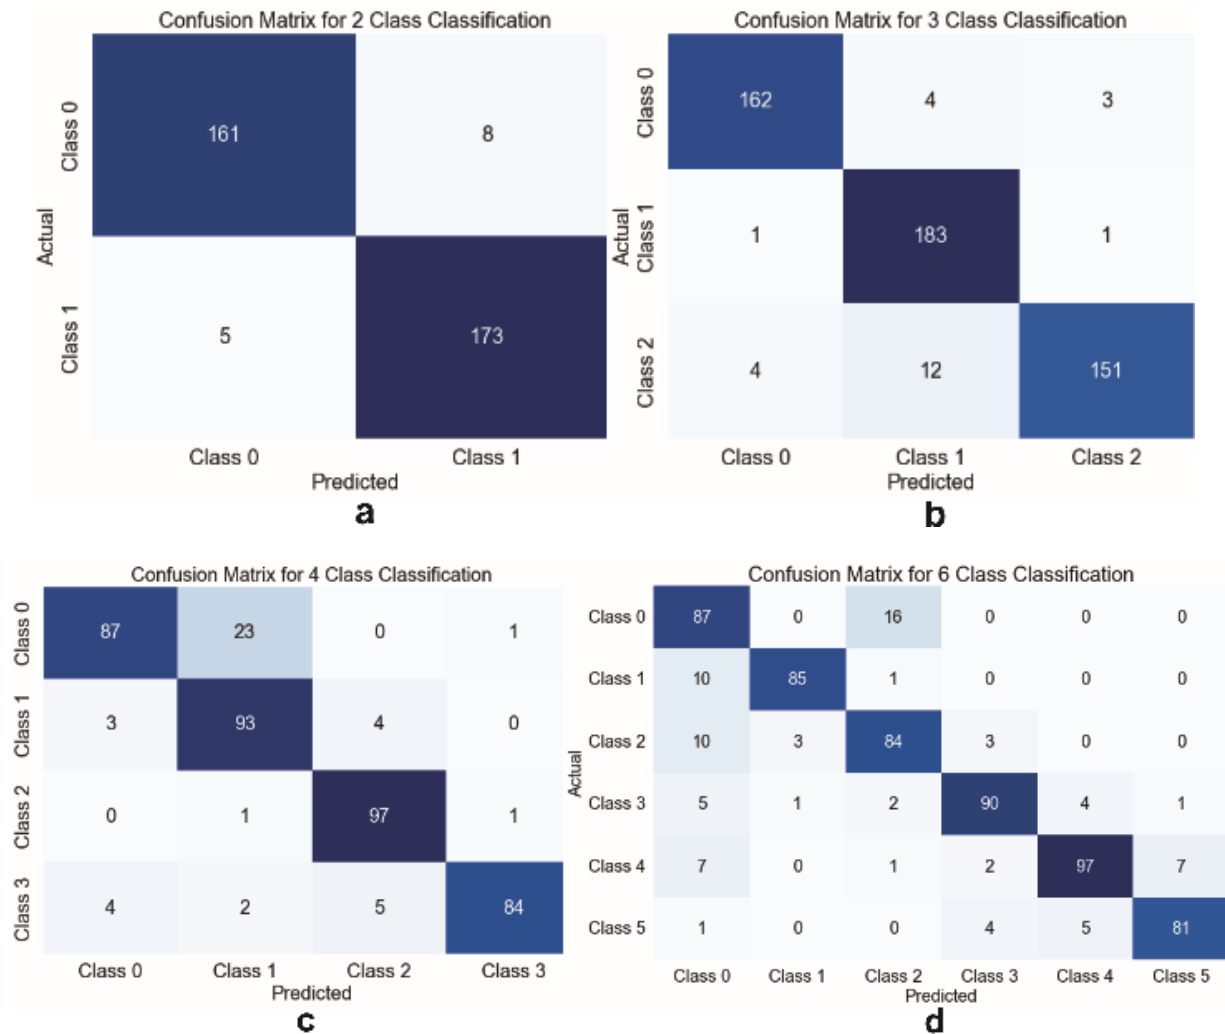 Confusion Matrix for 2 Class Classification
Actual
Class 0
161 8
Class 1
5 173
Class 0 Class 1
Predicted
a
Confusion Matrix for 3 Class Classification
Actual
Class 0
162 4 3
Class 1
1 183 1
Class 2
4 12 151
Class 0 Class 1 Class 2
Predicted
b
Confusion Matrix for 4 Class Classification
Class 0
87 23 0 1
Class 1
3 93 4 0
Class 2
0 1 97 1
Class 3
4 2 5 84
Class 0 Class 1 Class 2 Class 3
Predicted
c
Confusion Matrix for 6 Class Classification
Actual
Class 0 87 0 16 0 0 0
Class 1 10 85 1 0 0 0
Class 2 10 3 84 3 0 0
Class 3 5 1 2 90 4 1
Class 4 7 0 1 2 97 7
Class 5 1 0 0 4 5 81
Class 0 Class 1 Class 2 Class 3 Class 4 Class 5
Predicted
d